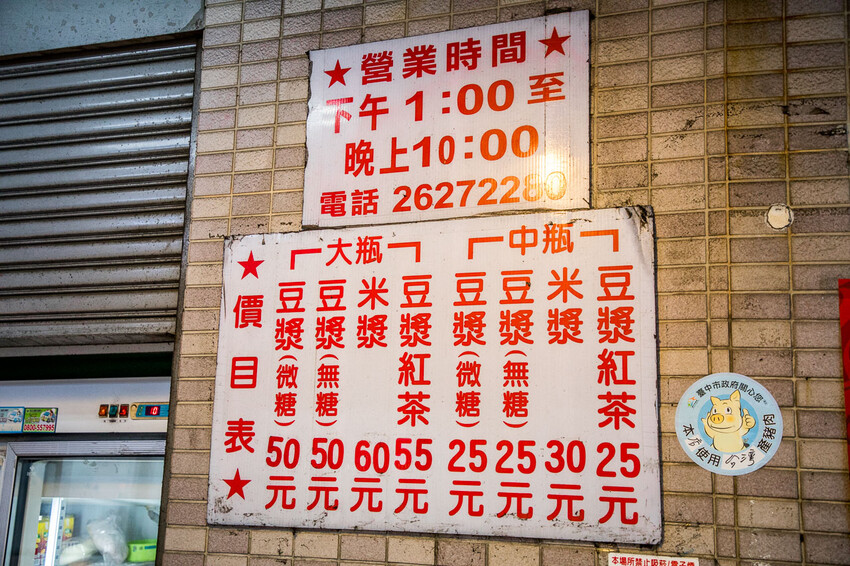 ★營業時間★
下午 1:00 至
晚上10:00
電話 26272280
★價目表★
大瓶
豆漿(微糖) 50元
豆漿(無糖) 50元
米漿 60元
豆漿紅茶 55元
中瓶
豆漿(微糖) 25元
豆漿(無糖) 25元
米漿 30元
豆漿紅茶 25元
臺中市政府關心您
本店使用台灣產豬肉
0800-557995